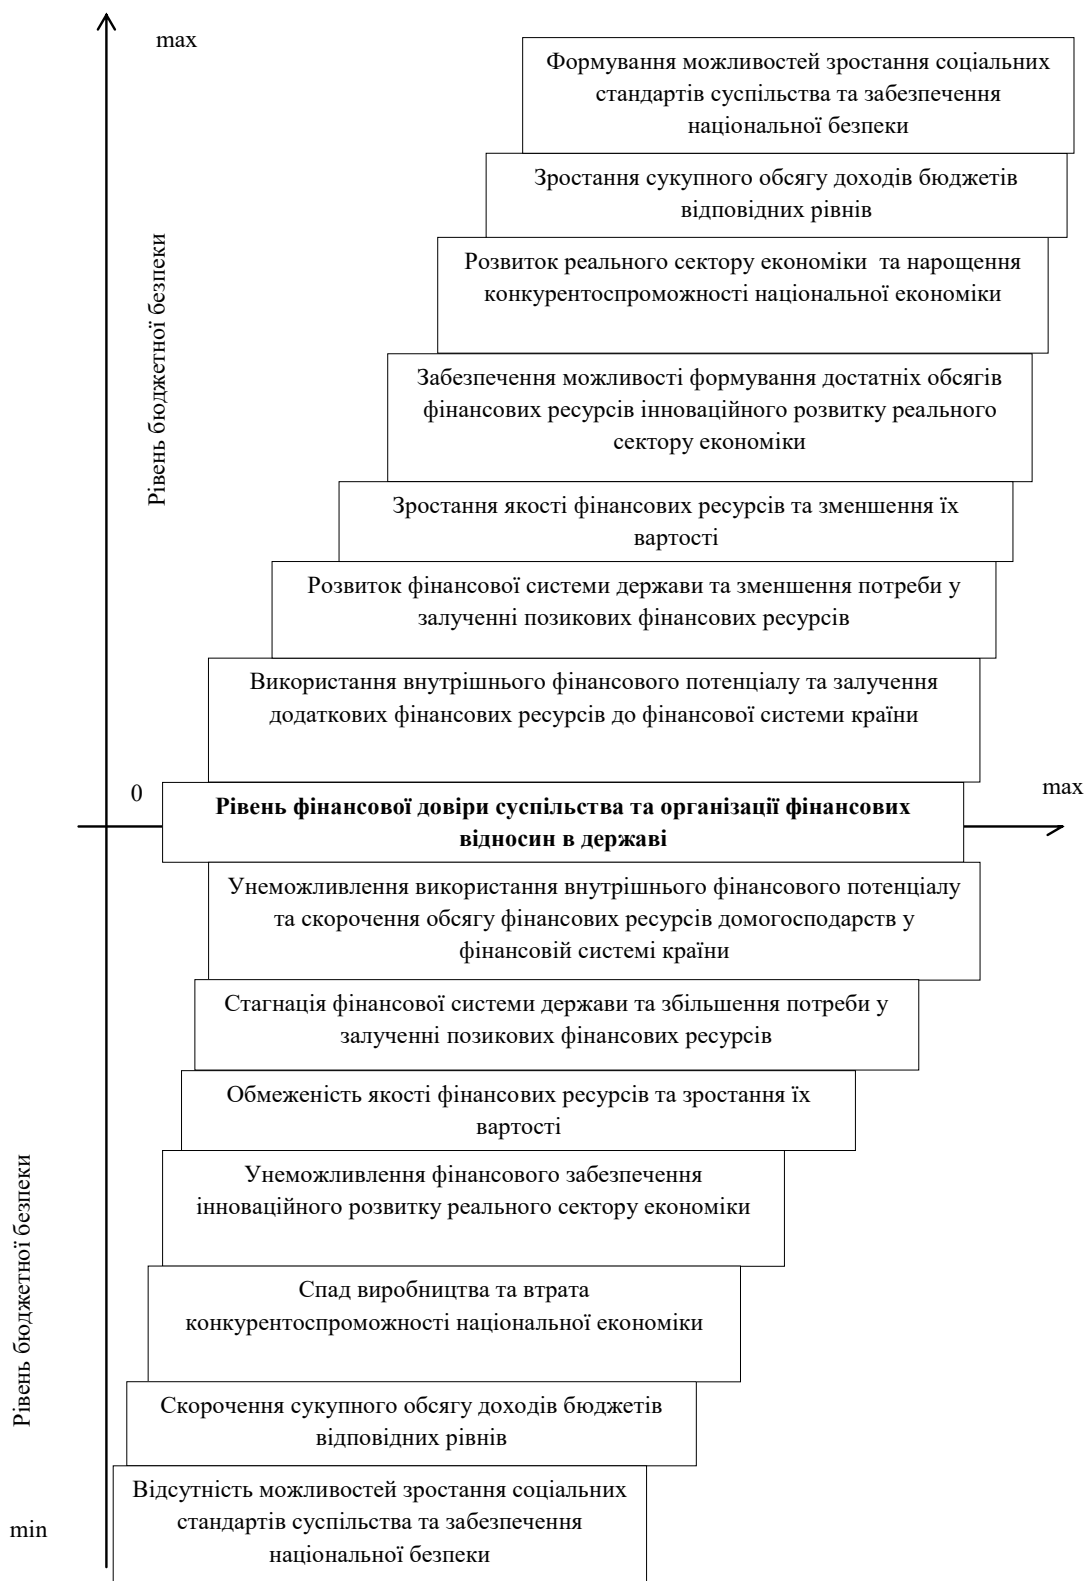 max
Формування можливостей зростання соціальних
стандартів суспільства та забезпечення
національної безпеки
Зростання сукупного обсягу доходів бюджетів
відповідних рівнів
Рівень бюджетної безпеки
Розвиток реального сектору економіки та нарощення
конкурентоспроможності національної економіки
Забезпечення можливості формування достатніх обсягів
фінансових ресурсів інноваційного розвитку реального
сектору економіки
Зростання якості фінансових ресурсів та зменшення їх
вартості
Розвиток фінансової системи держави та зменшення потреби у
залученні позикових фінансових ресурсів
Використання внутрішнього фінансового потенціалу та залучення
додаткових фінансових ресурсів до фінансової системи країни
0
max
Рівень фінансової довіри суспільства та організації фінансових
відносин в державі
Унеможливлення використання внутрішнього фінансового потенціалу
та скорочення обсягу фінансових ресурсів домогосподарств у
фінансовій системі країни
Стагнація фінансової системи держави та збільшення потреби у
залученні позикових фінансових ресурсів
Обмеженість якості фінансових ресурсів та зростання їх
вартості
Рівень бюджетної безпеки
Унеможливлення фінансового забезпечення
інноваційного розвитку реального сектору економіки
Спад виробництва та втрата
конкурентоспроможності національної економіки
Скорочення сукупного обсягу доходів бюджетів
відповідних рівнів
Відсутність можливостей зростання соціальних
стандартів суспільства та забезпечення
національної безпеки
min